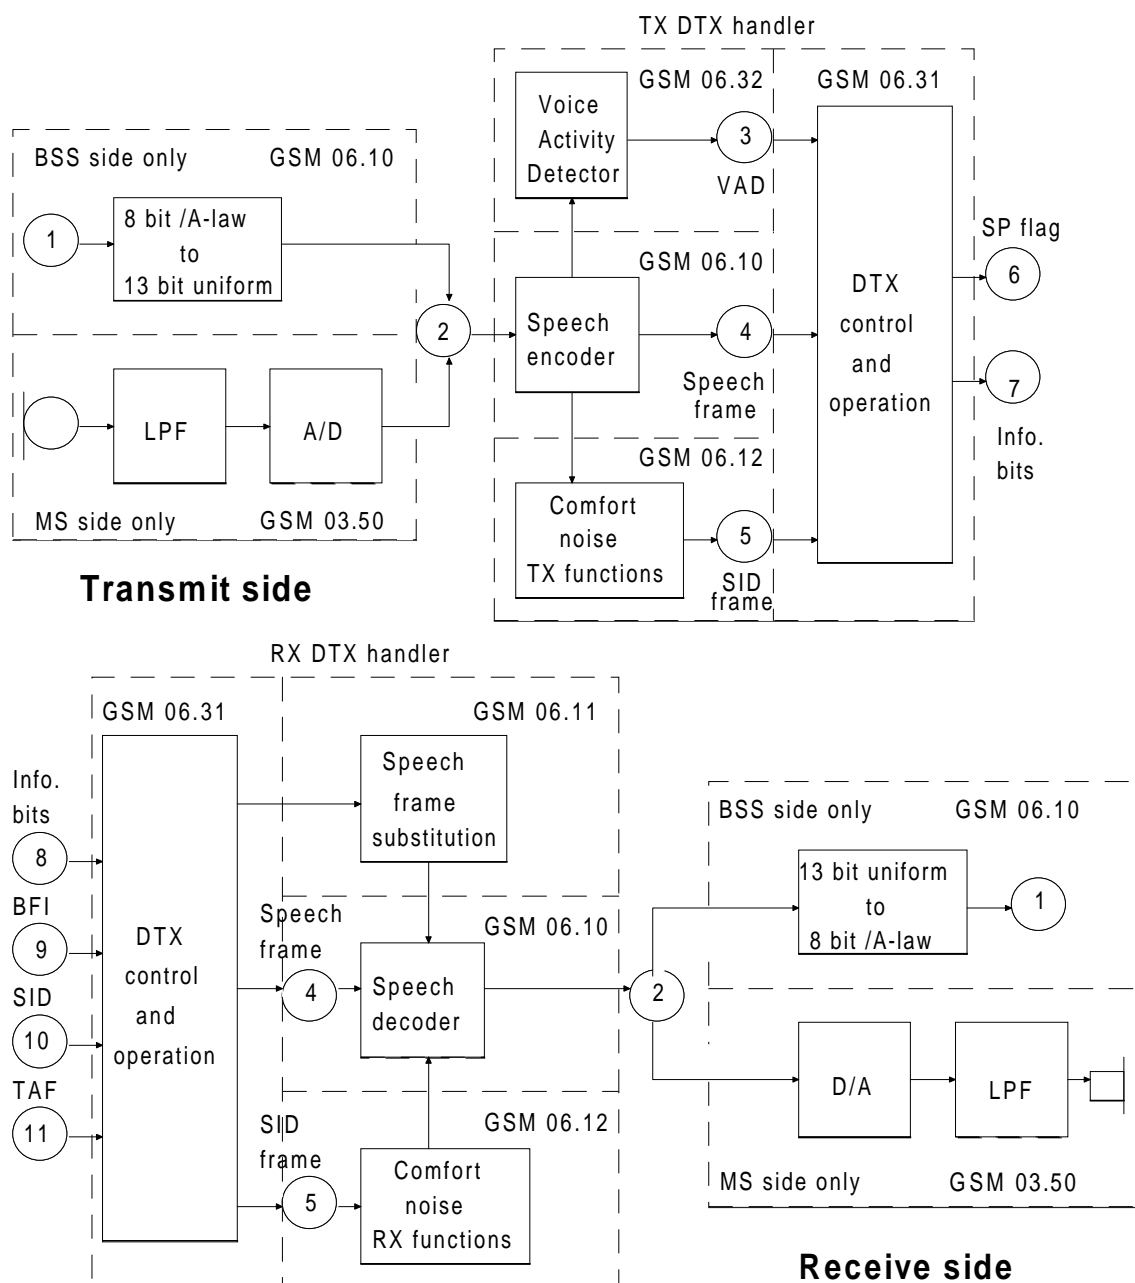 TX DTX handler
GSM 06.32
GSM 06.31
Voice
Activity
Detector
3
VAD
BSS side only
GSM 06.10
1
8 bit /A-law
to
13 bit uniform
2
GSM 06.10
Speech
encoder
4
Speech
frame
DTX
control
and
operation
SP flag
6
7
Info.
bits
LPF
A/D
MS side only
GSM 03.50
GSM 06.12
Comfort
noise
TX functions
5
SID
frame
Transmit side
RX DTX handler
GSM 06.31
GSM 06.11
Info.
bits
8
BFI
9
SID
10
TAF
11
DTX
control
and
operation
Speech
frame
substitution
Speech
frame
4
GSM 06.10
Speech
decoder
SID
frame
5
GSM 06.12
Comfort
noise
RX functions
2
BSS side only
GSM 06.10
13 bit uniform
to
8 bit /A-law
1
D/A
LPF
MS side only
GSM 03.50
Receive side